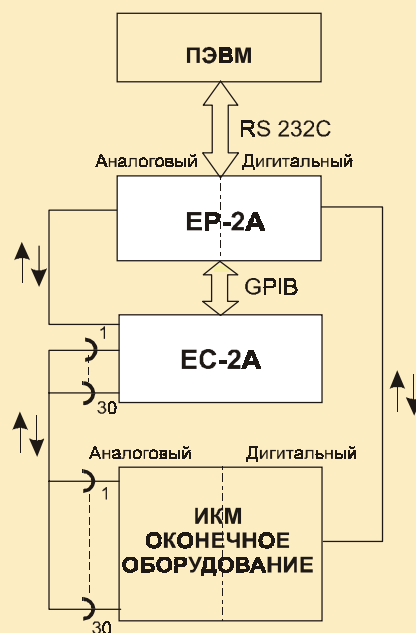 ПЭВМ
RS 232C
Аналоговый Дигитальный
EP-2A
GPIB
1
EC-2A
30
Аналоговый Дигитальный
1
ИКМ
ОКОНЕЧНОЕ
ОБОРУДОВАНИЕ
30